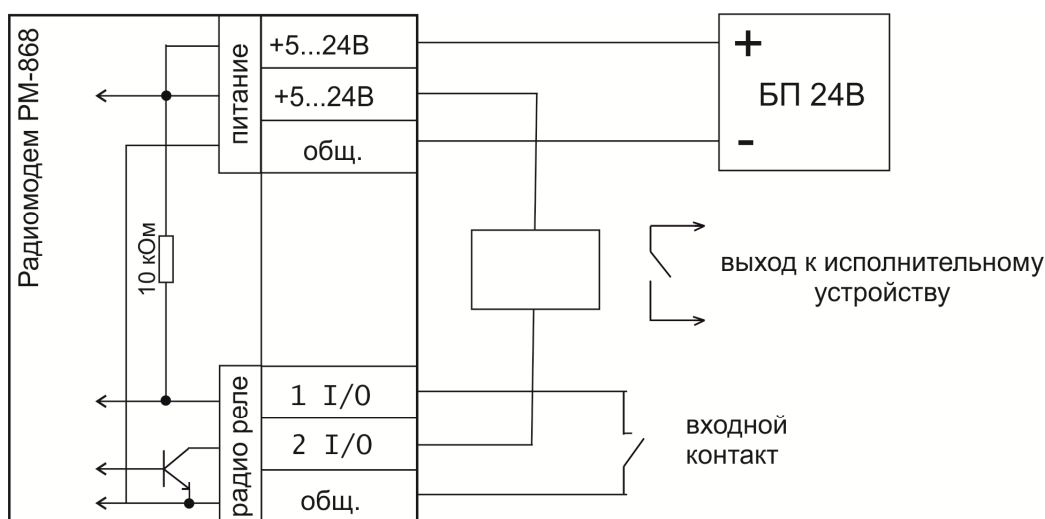 Радиомодем РМ-868
питание
+5...24В
+5...24В
общ.
+
БП 24В
-
10 кОм
выход к исполнительному
устройству
радио реле
1 I/O
2 I/O
общ.
входной
контакт